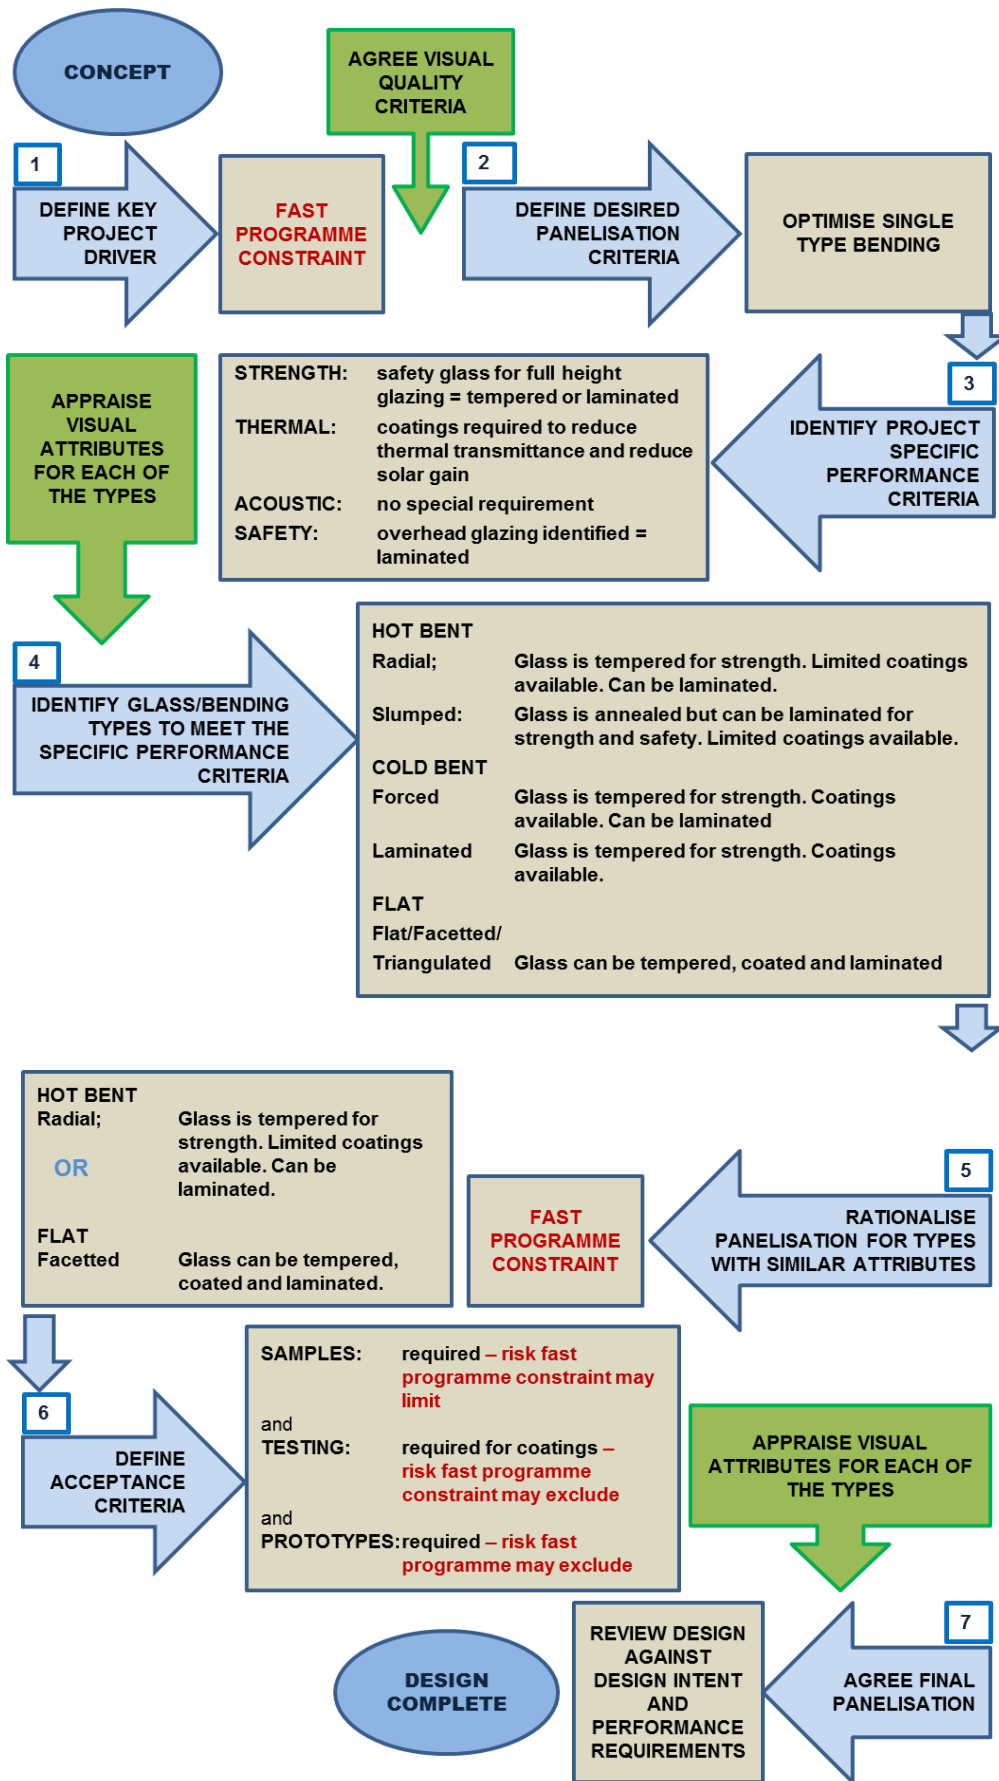 CONCEPT
AGREE VISUAL
QUALITY
CRITERIA
1
DEFINE KEY
PROJECT
DRIVER
FAST
PROGRAMME
CONSTRAINT
2
DEFINE DESIRED
PANELISATION
CRITERIA
OPTIMISE SINGLE
TYPE BENDING
3
IDENTIFY PROJECT
SPECIFIC
PERFORMANCE
CRITERIA
STRENGTH: safety glass for full height
glazing = tempered or laminated
THERMAL: coatings required to reduce
thermal transmittance and reduce
solar gain
ACOUSTIC: no special requirement
SAFETY: overhead glazing identified =
laminated
APPRAISE
VISUAL
ATTRIBUTES
FOR EACH OF
THE TYPES
4
IDENTIFY GLASS/BENDING
TYPES TO MEET THE
SPECIFIC PERFORMANCE
CRITERIA
HOT BENT
Radial; Glass is tempered for strength. Limited coatings
available. Can be laminated.
Slumped: Glass is annealed but can be laminated for
strength and safety. Limited coatings available.
COLD BENT
Forced Glass is tempered for strength. Coatings
available. Can be laminated
Laminated Glass is tempered for strength. Coatings
available.
FLAT
Flat/Facetted/
Triangulated Glass can be tempered, coated and laminated
5
RATIONALISE
PANELISATION FOR TYPES
WITH SIMILAR ATTRIBUTES
FAST
PROGRAMME
CONSTRAINT
HOT BENT
Radial; Glass is tempered for
strength. Limited coatings
available. Can be
laminated.
OR
FLAT
Facetted Glass can be tempered,
coated and laminated.
6
DEFINE
ACCEPTANCE
CRITERIA
SAMPLES: required – risk fast
programme constraint may
limit
and
TESTING: required for coatings –
risk fast programme
constraint may exclude
and
PROTOTYPES: required – risk fast
programme may exclude
APPRAISE VISUAL
ATTRIBUTES FOR EACH OF
THE TYPES
7
AGREE FINAL
PANELISATION
REVIEW DESIGN
AGAINST
DESIGN INTENT
AND
PERFORMANCE
REQUIREMENTS
DESIGN
COMPLETE